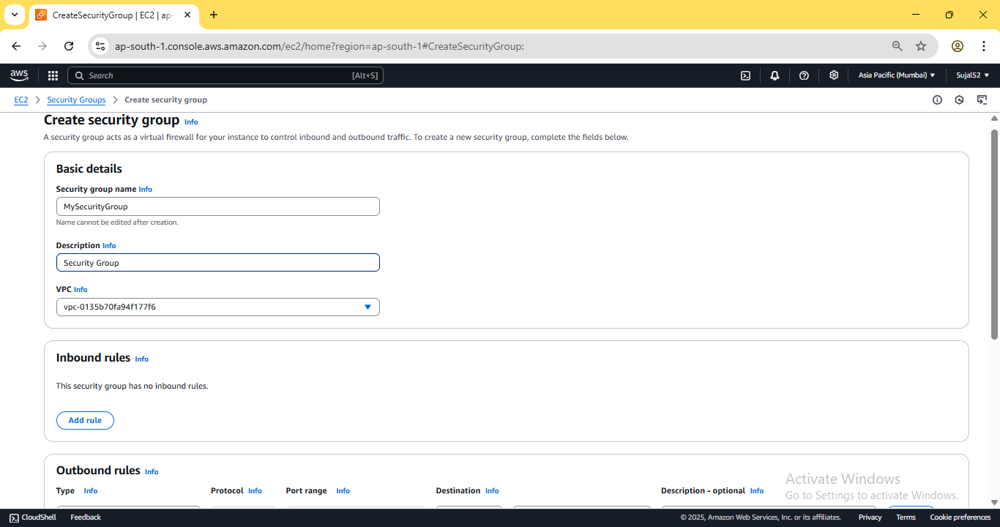 CreateSecurityGroup | EC2 | ap-
ap-south-1.console.aws.amazon.com/ec2/home?region=ap-south-1#CreateSecurityGroup:
aws Search [Alt+S] Asia Pacific (Mumbai) Sujal52
EC2 Security Groups Create security group
Create security group Info
A security group acts as a virtual firewall for your instance to control inbound and outbound traffic. To create a new security group, complete the fields below.
Basic details
Security group name Info
MySecurityGroup
Name cannot be edited after creation.
Description Info
Security Group
VPC Info
vpc-0135b70fa94f177f6
Inbound rules Info
This security group has no inbound rules.
Add rule
Outbound rules Info
Type Info Protocol Info Port range Info Destination Info Description - optional Info
Activate Windows
Go to Settings to activate Windows.
CloudShell Feedback © 2025, Amazon Web Services, Inc. or its affiliates. Privacy Terms Cookie preferences